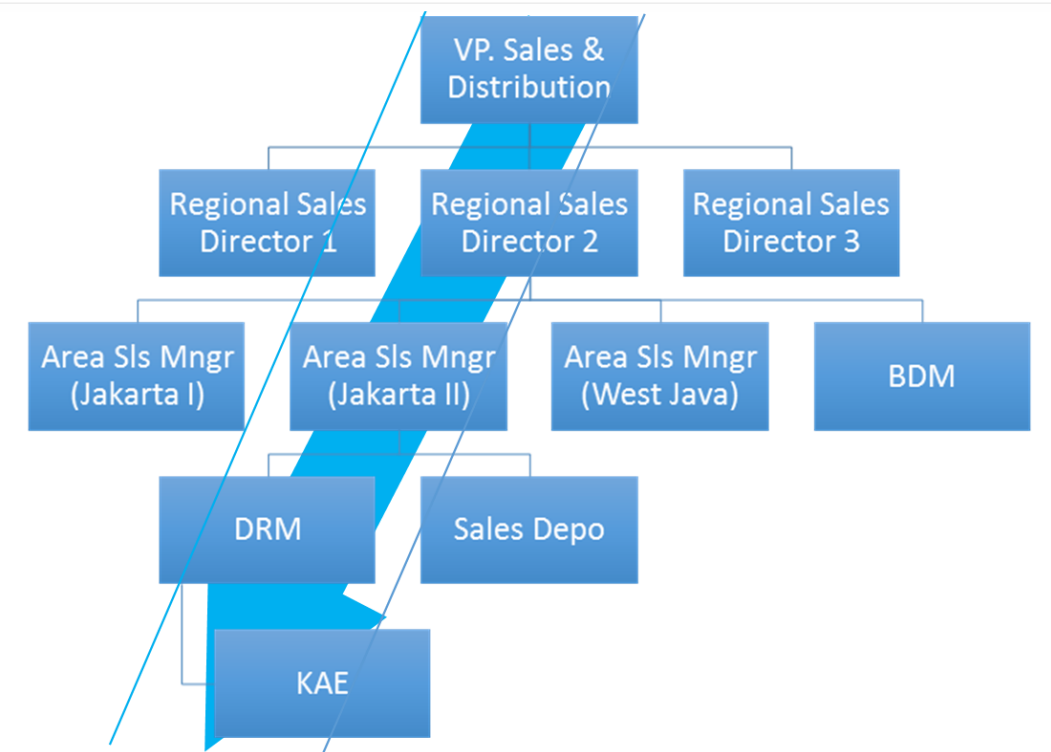 VP. Sales &
Distribution
Regional Sales
Director 1
Regional Sales
Director 2
Regional Sales
Director 3
Area Sls Mngr
(Jakarta I)
Area Sls Mngr
(Jakarta II)
Area Sls Mngr
(West Java)
BDM
DRM
Sales Depo
KAE